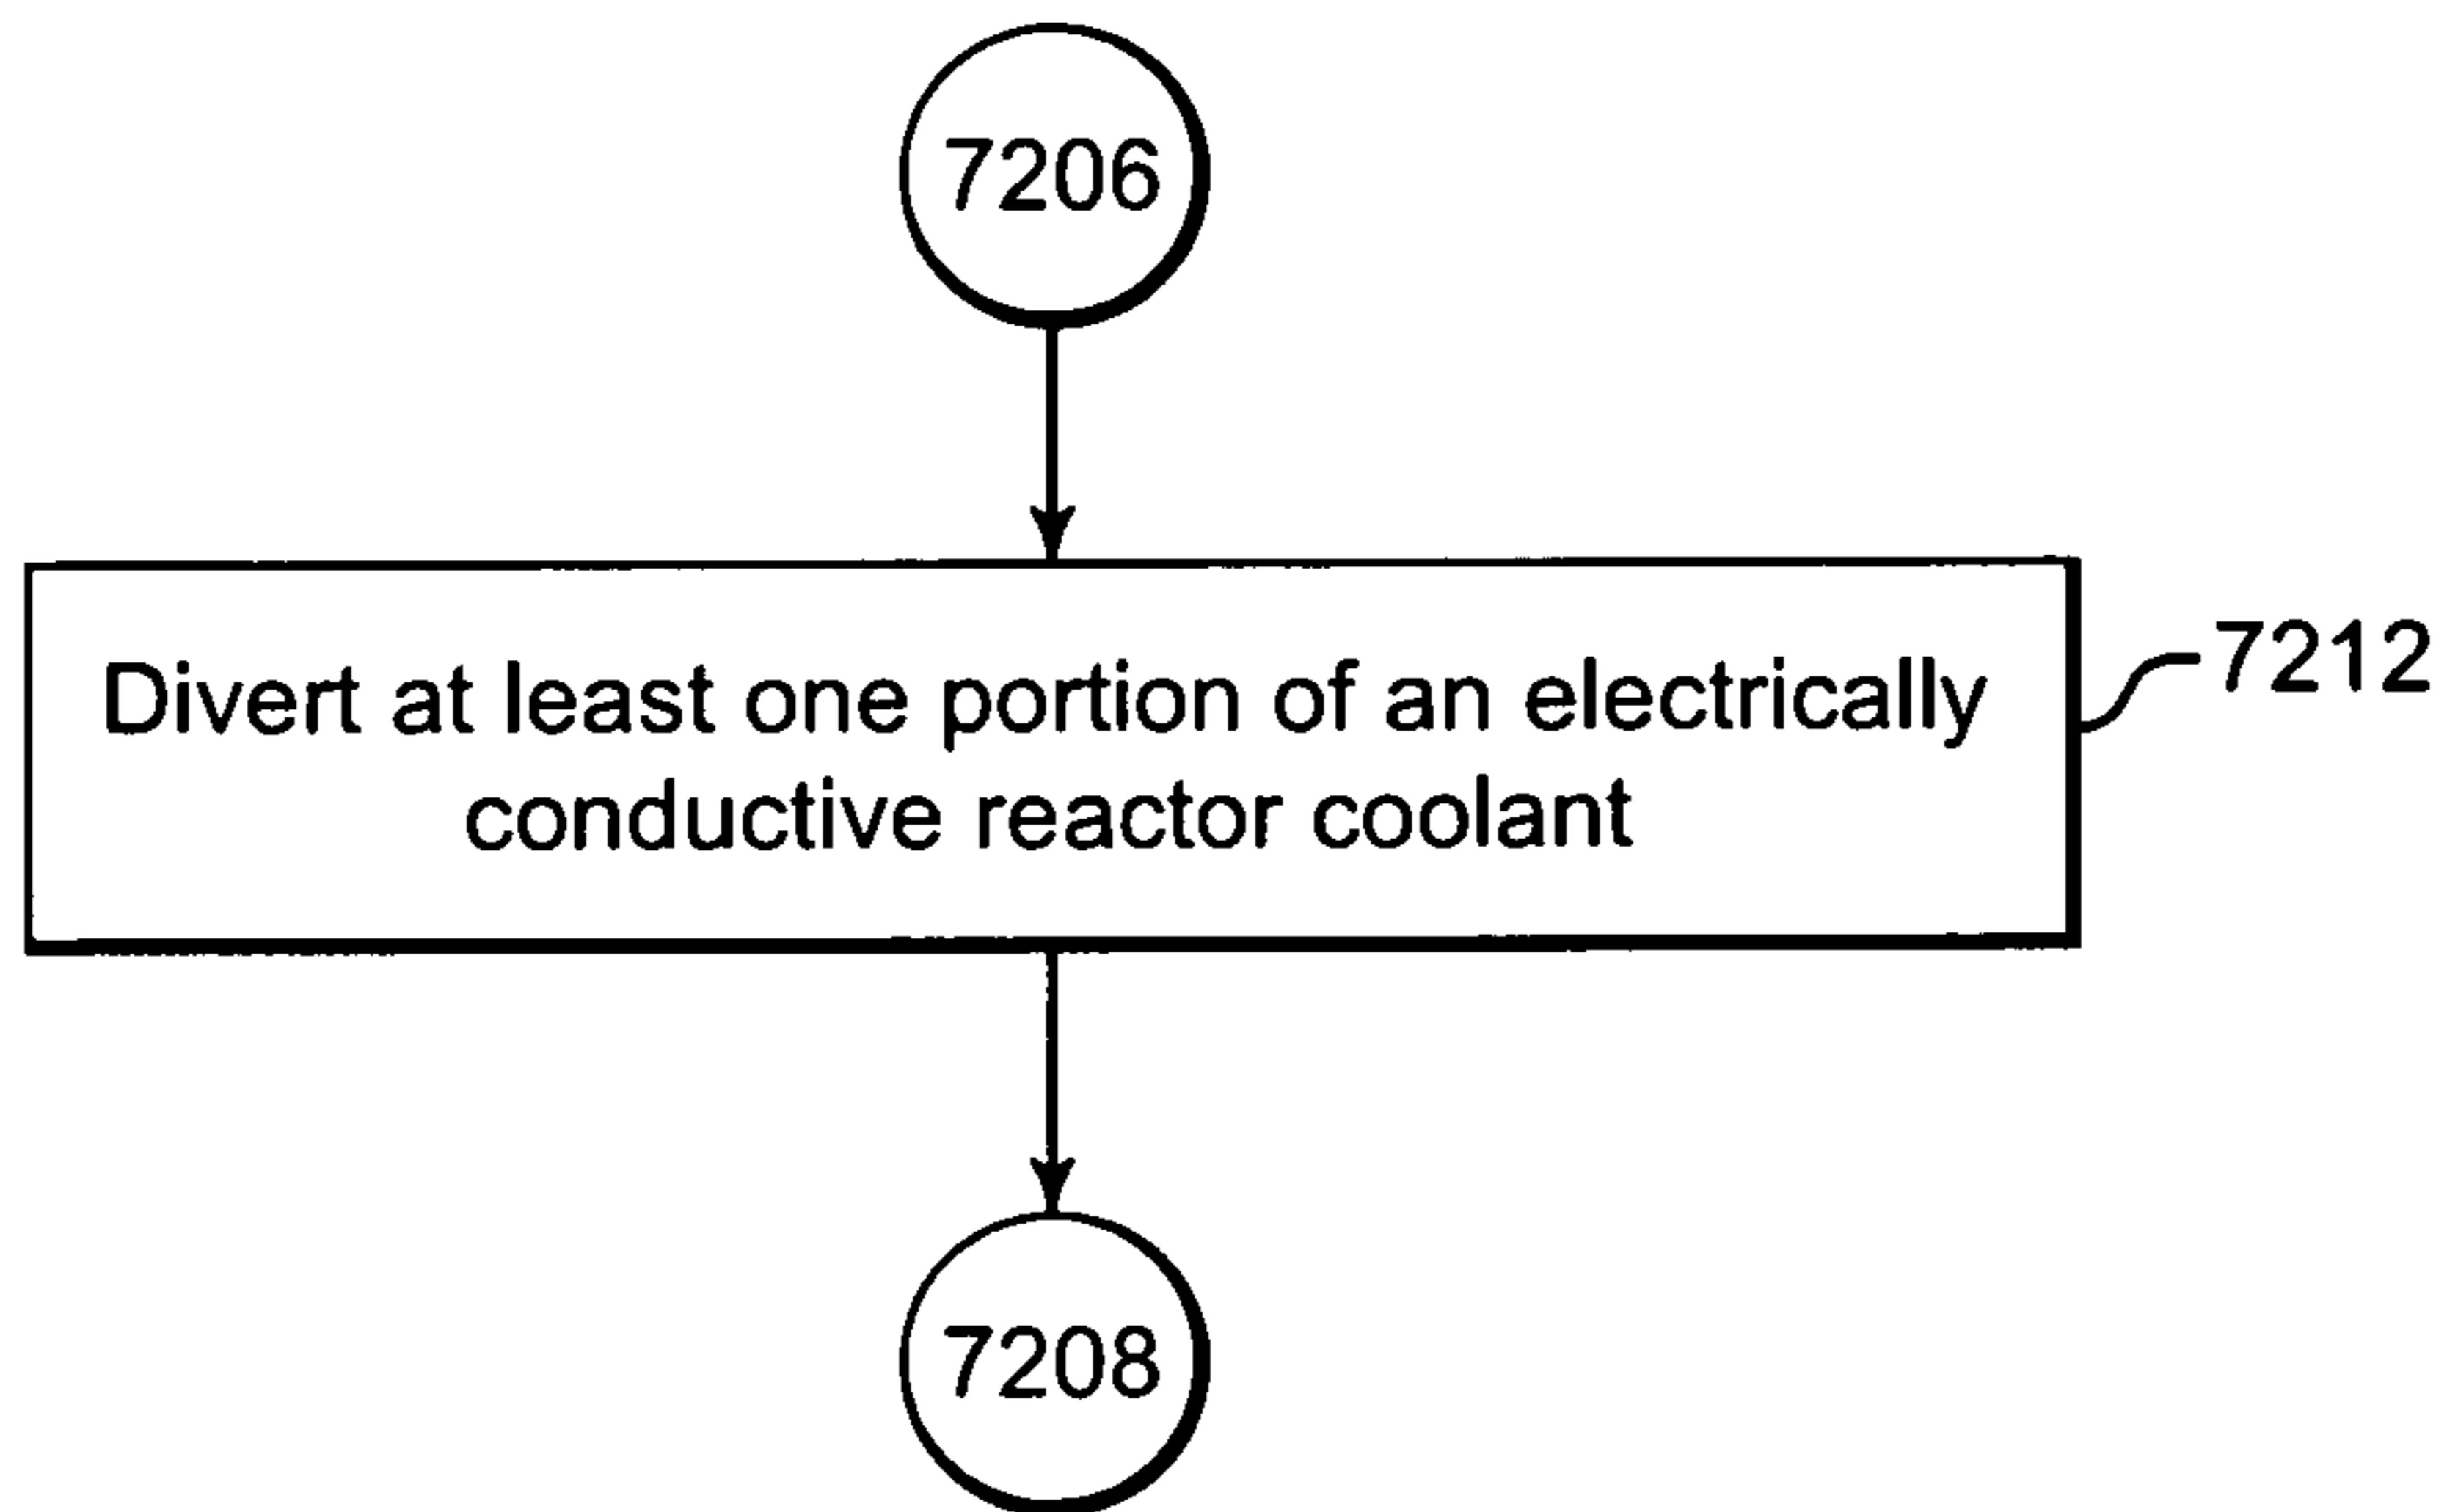 7206
Divert at least one portion of an electrically
conductive reactor coolant
7212
7208